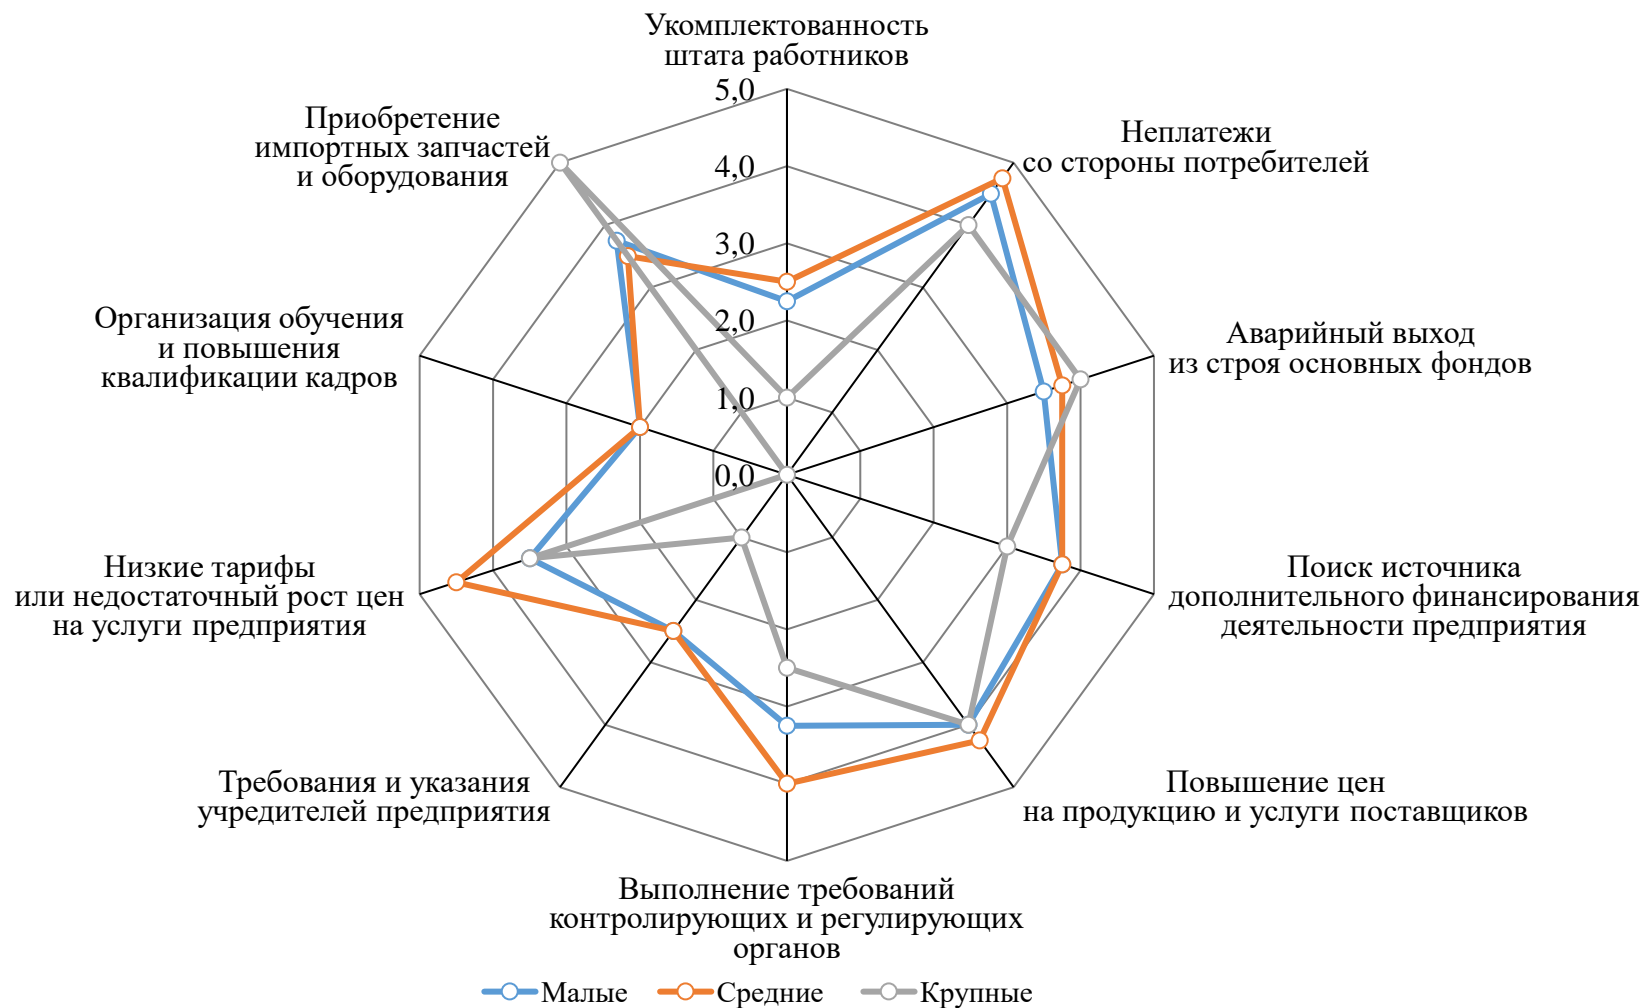 Укомплектованность
штата работников
Неплатежи
со стороны потребителей
Аварийный выход
из строя основных фондов
Поиск источника
дополнительного финансирования
деятельности предприятия
Повышение цен
на продукцию и услуги поставщиков
Выполнение требований
контролирующих и регулирующих
органов
Требования и указания
учредителей предприятия
Низкие тарифы
или недостаточный рост цен
на услуги предприятия
Организация обучения
и повышения
квалификации кадров
Приобретение
импортных запчастей
и оборудования
5,0
4,0
3,0
2,0
1,0
0,0
Малые
Средние
Крупные